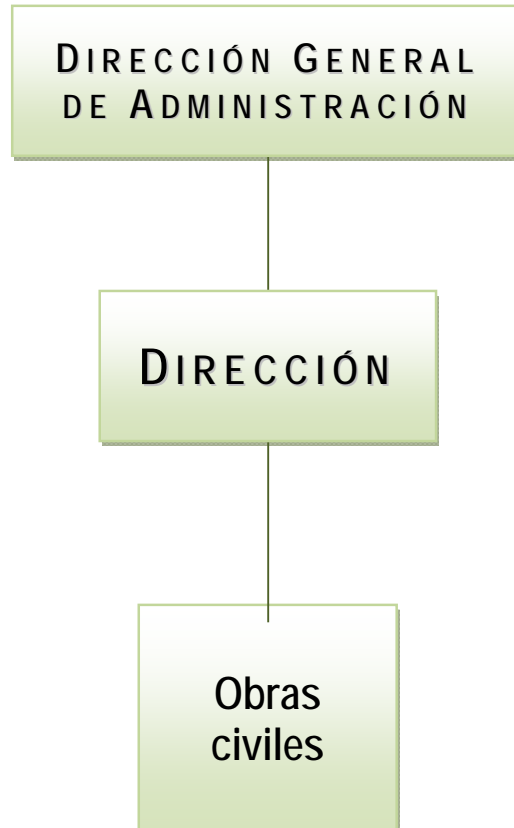 DIRECCIÓN GENERAL
DE ADMINISTRACIÓN
DIRECCIÓN
Obras
civiles